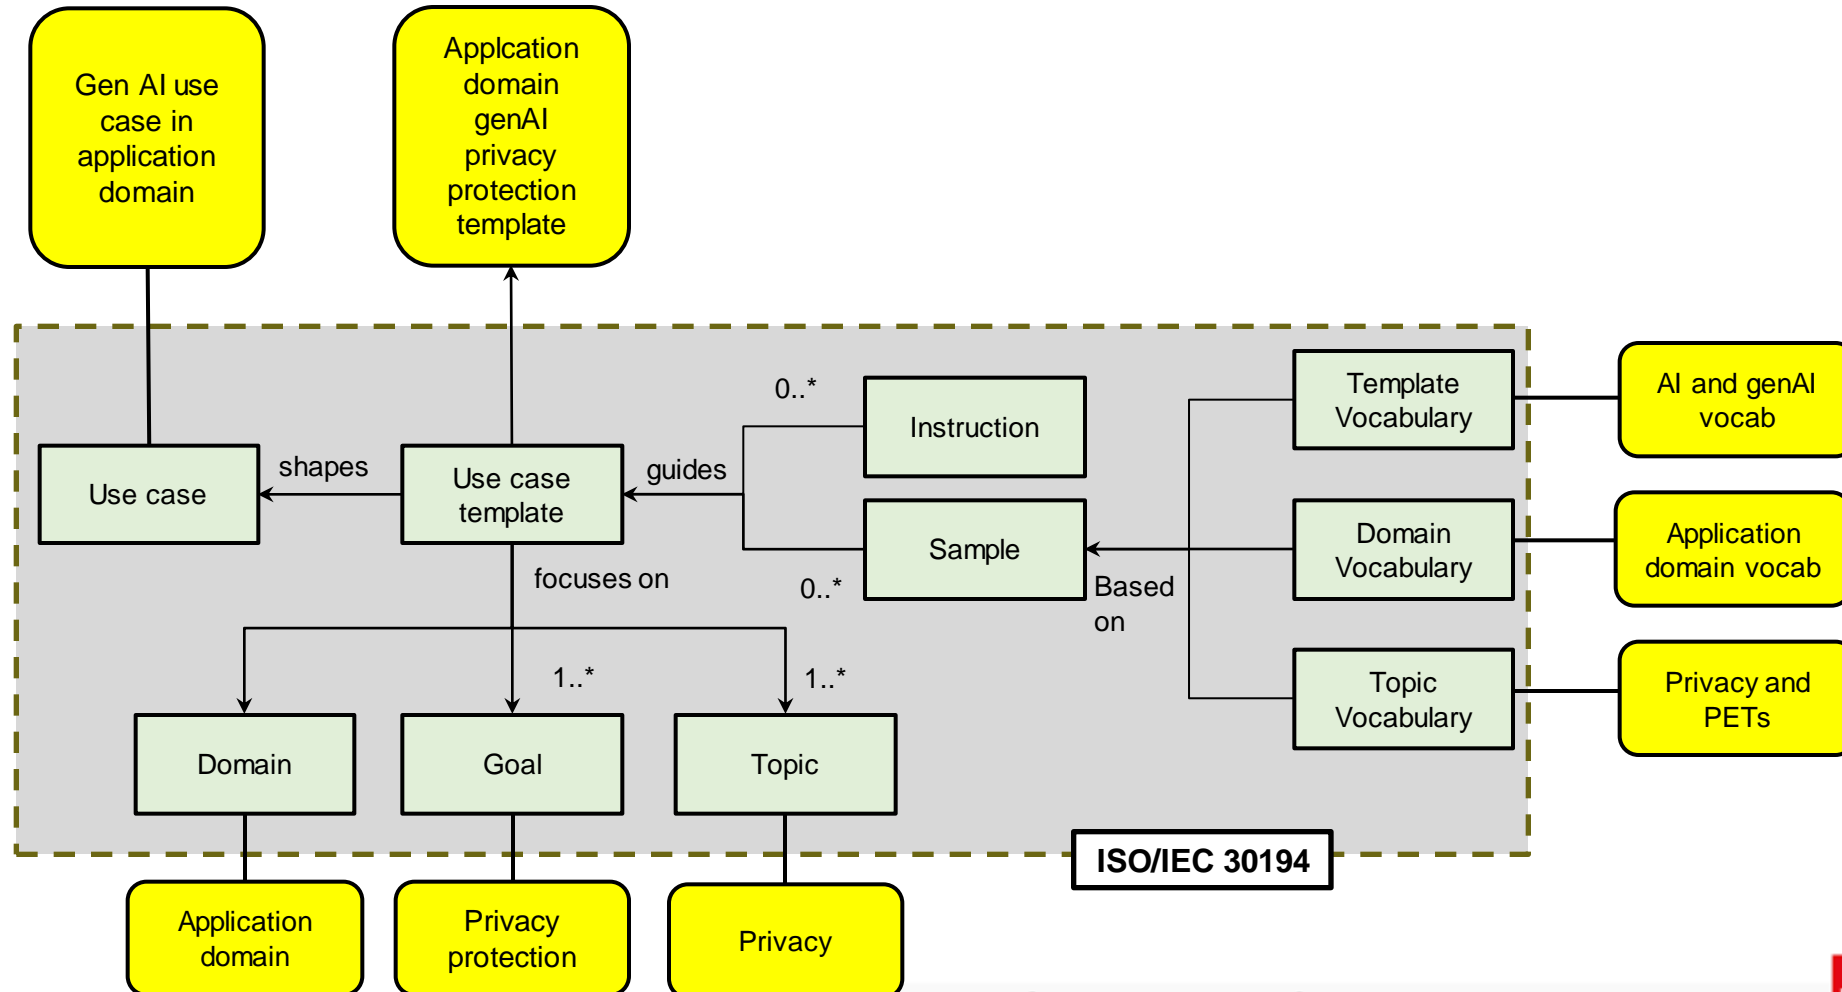 Gen AI use
case in
application
domain
Applcation
domain
genAI
privacy
protection
template
0..*
Instruction
Template
Vocabulary
AI and genAI
vocab
Use case
shapes
Use case
template
guides
Sample
0..*
Based
on
Domain
Vocabulary
Application
domain vocab
focuses on
1..*
1..*
Topic
Vocabulary
Privacy and
PETs
Domain
Goal
Topic
ISO/IEC 30194
Application
domain
Privacy
protection
Privacy